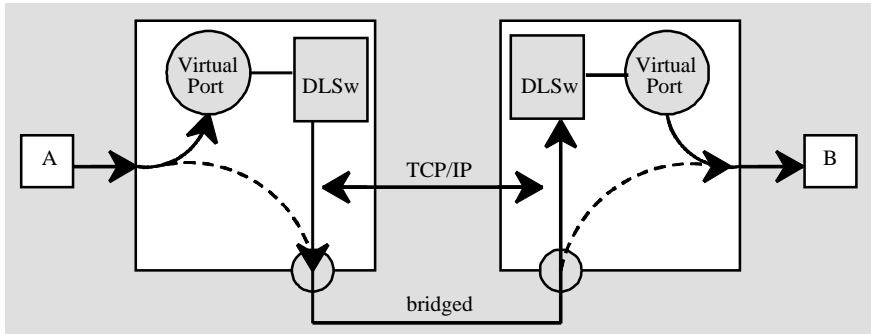 Virtual
Port
DLSw
DLSw
Virtual
Port
A
TCP/IP
B
bridged